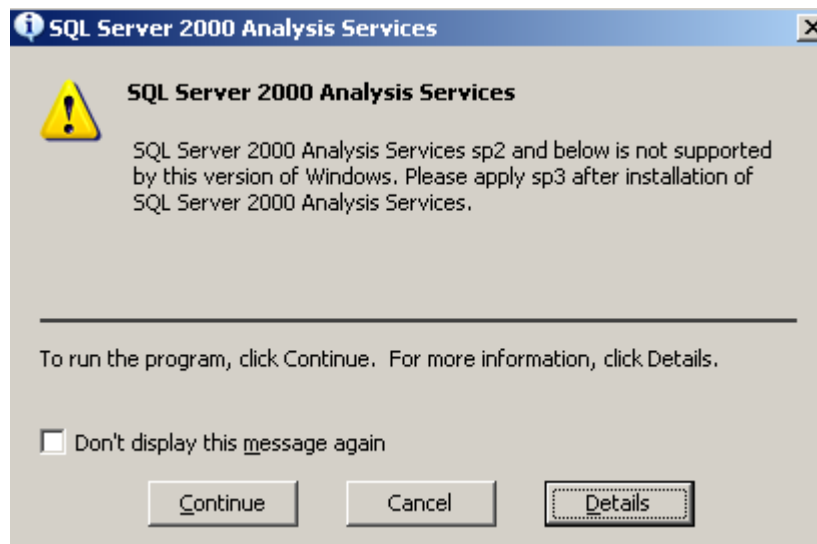 SQL Server 2000 Analysis Services
SQL Server 2000 Analysis Services
SQL Server 2000 Analysis Services sp2 and below is not supported
by this version of Windows. Please apply sp3 after installation of
SQL Server 2000 Analysis Services.
To run the program, click Continue.  For more information, click Details.
Don't display this message again
Continue
Cancel
Details